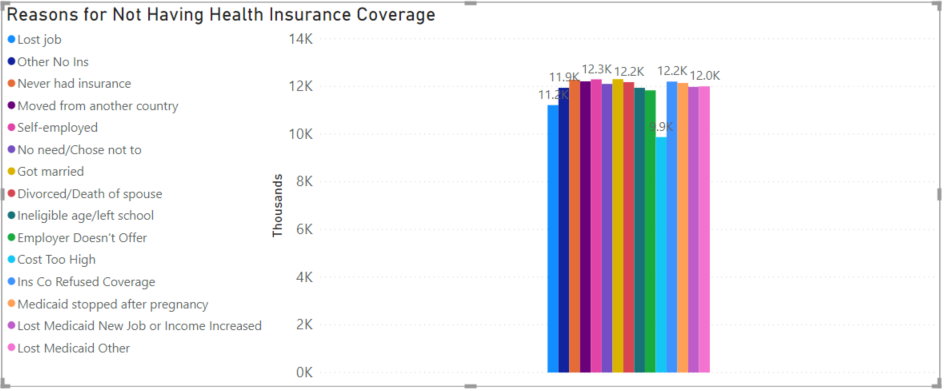 Reasons for Not Having Health Insurance Coverage
Lost job
Other No Ins
Never had insurance
Moved from another country
Self-employed
No need/Chose not to
Got married
Divorced/Death of spouse
Ineligible age/left school
Employer Doesn't Offer
Cost Too High
Ins Co Refused Coverage
Medicaid stopped after pregnancy
Lost Medicaid New Job or Income Increased
Lost Medicaid Other
Thousands
14K
12K
10K
8K
6K
4K
2K
0K
11.2K
11.9K
12.3K
12.2K
9.9K
12.2K
12.0K